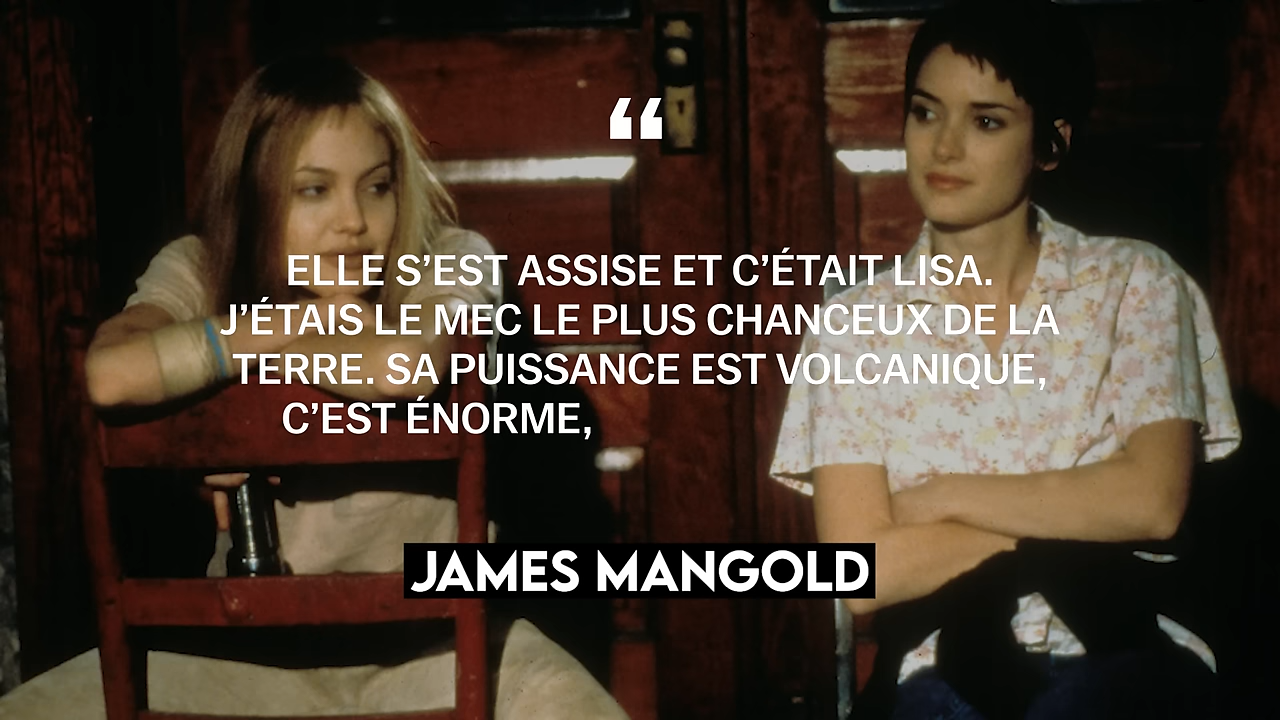 “
ELLE S’EST ASSISE ET C’ÉTAIT LISA.
J’ÉTAIS LE MEC LE PLUS CHANCEUX DE LA
TERRE. SA PUISSANCE EST VOLCANIQUE,
C’EST ÉNORME,
JAMES MANGOLD